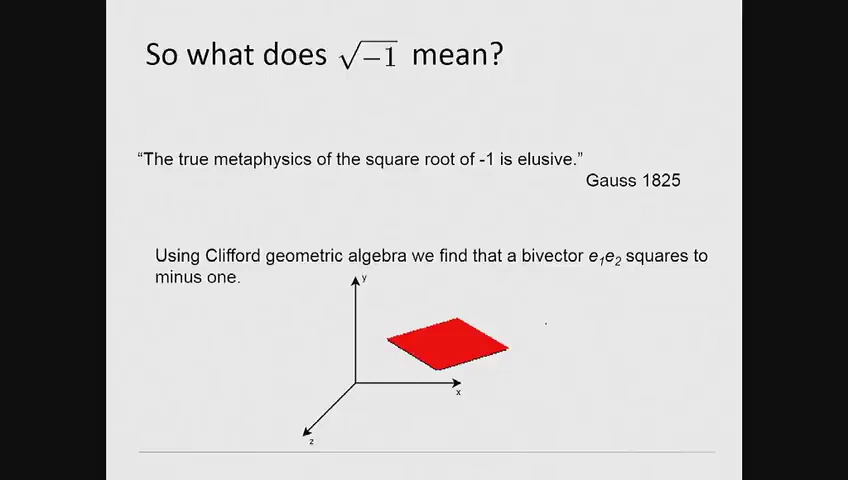 So what does √−1 mean?
“The true metaphysics of the square root of -1 is elusive.”
Gauss 1825
Using Clifford geometric algebra we find that a bivector e₁e₂ squares to
minus one.
y
x
z